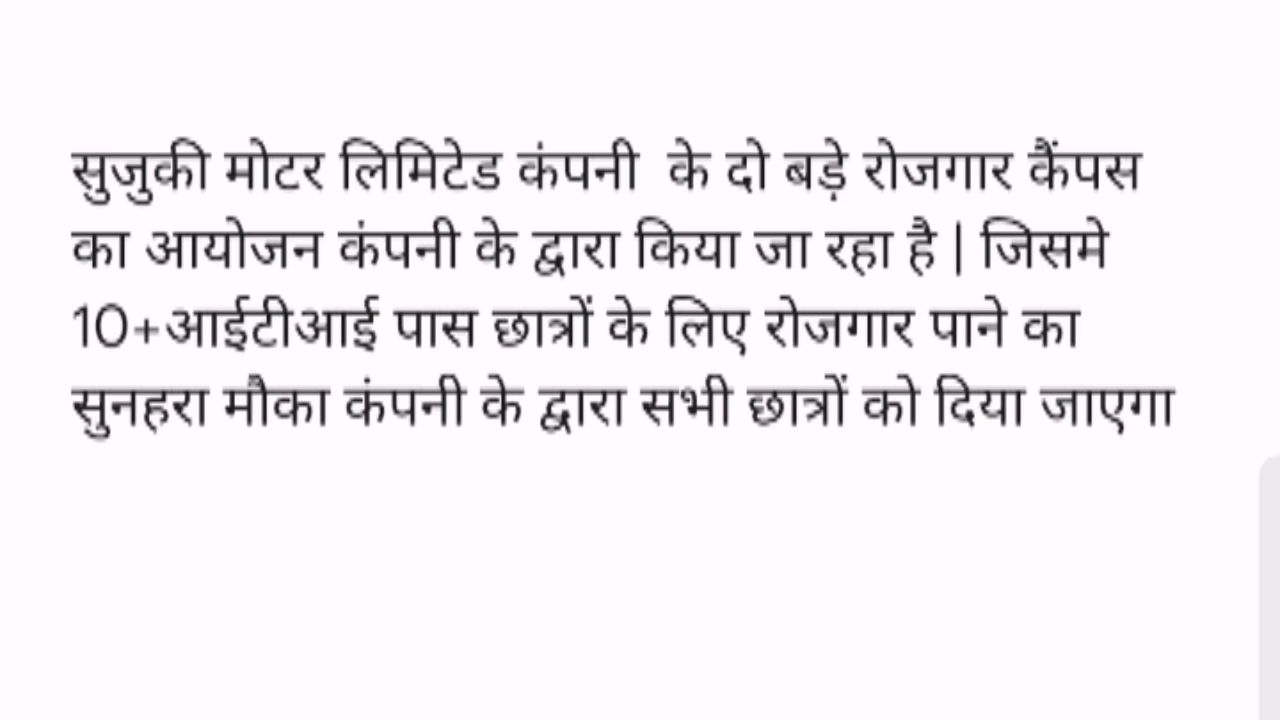 सुजुकी मोटर लिमिटेड कंपनी  के दो बड़े रोजगार कैंपस
का आयोजन कंपनी के द्वारा किया जा रहा है | जिसमे
10+आईटीआई पास छात्रों के लिए रोजगार पाने का
सुनहरा मौका कंपनी के द्वारा सभी छात्रों को दिया जाएगा